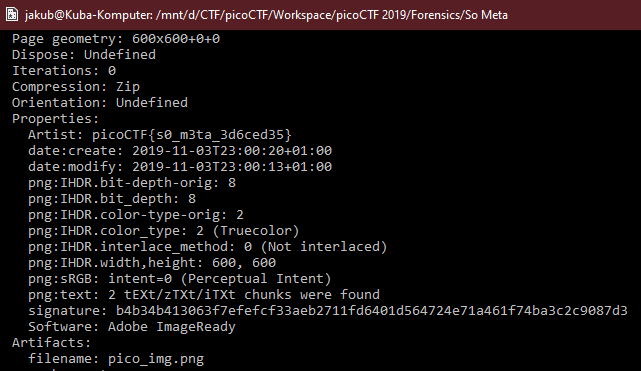 jakub@Kuba-Komputer: /mnt/d/CTF/picoCTF/Workspace/picoCTF 2019/Forensics/So Meta
Page geometry: 600x600+0+0
Dispose: Undefined
Iterations: 0
Compression: Zip
Orientation: Undefined
Properties:
Artist: picoCTF{s0_m3ta_3d6ced35}
date:create: 2019-11-03T23:00:20+01:00
date:modify: 2019-11-03T23:00:13+01:00
png:IHDR.bit-depth-orig: 8
png:IHDR.bit_depth: 8
png:IHDR.color-type-orig: 2
png:IHDR.color_type: 2 (Truecolor)
png:IHDR.interlace_method: 0 (Not interlaced)
png:IHDR.width,height: 600, 600
png:sRGB: intent=0 (Perceptual Intent)
png:text: 2 tEXt/zTXt/iTXt chunks were found
signature: b4b34b413063f7efefcf33aeb2711fd6401d564724e71a461f74ba3c2c9087d3
Software: Adobe ImageReady
Artifacts:
filename: pico_img.png